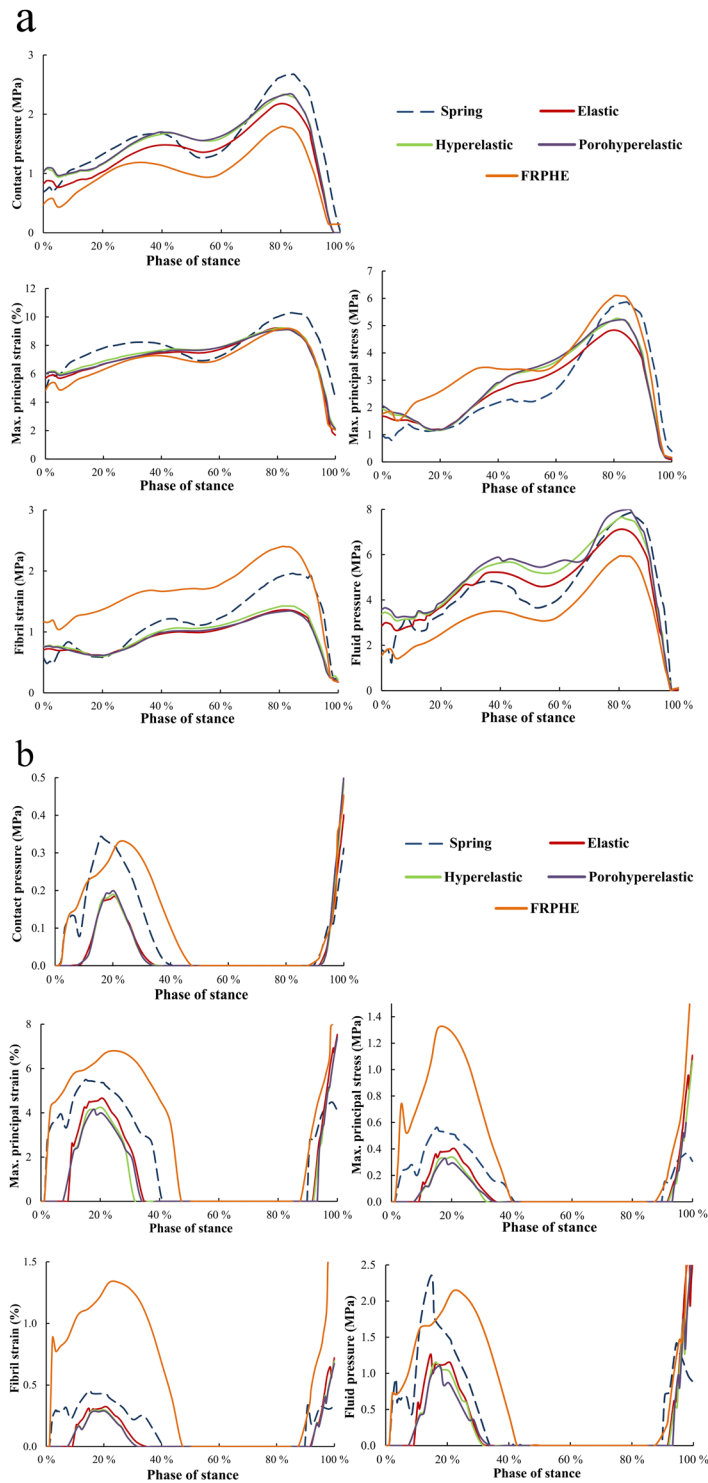 a
Contact pressure (MPa)
3
2
1
0
0 % 20 % 40 % 60 % 80 % 100 %
Phase of stance
Spring Elastic
Hyperelastic Porohyperelastic
FRPHE
Max. principal strain (%)
12
10
8
6
4
2
0
0 % 20 % 40 % 60 % 80 % 100 %
Phase of stance
Max. principal stress (MPa)
7
6
5
4
3
2
1
0
0 % 20 % 40 % 60 % 80 % 100 %
Phase of stance
Fibril strain (MPa)
3
2
1
0
0 % 20 % 40 % 60 % 80 % 100 %
Phase of stance
Fluid pressure (MPa)
8
6
4
2
0
0 % 20 % 40 % 60 % 80 % 100 %
Phase of stance
b
Contact pressure (MPa)
0.5
0.4
0.3
0.2
0.1
0.0
0 % 20 % 40 % 60 % 80 % 100 %
Phase of stance
Spring Elastic
Hyperelastic Porohyperelastic
FRPHE
Max. principal strain (%)
8
6
4
2
0
0 % 20 % 40 % 60 % 80 % 100 %
Phase of stance
Max. principal stress (MPa)
1.4
1.2
1.0
0.8
0.6
0.4
0.2
0.0
0 % 20 % 40 % 60 % 80 % 100 %
Phase of stance
Fibril strain (%)
1.5
1.0
0.5
0.0
0 % 20 % 40 % 60 % 80 % 100 %
Phase of stance
Fluid pressure (MPa)
2.5
2.0
1.5
1.0
0.5
0.0
0 % 20 % 40 % 60 % 80 % 100 %
Phase of stance